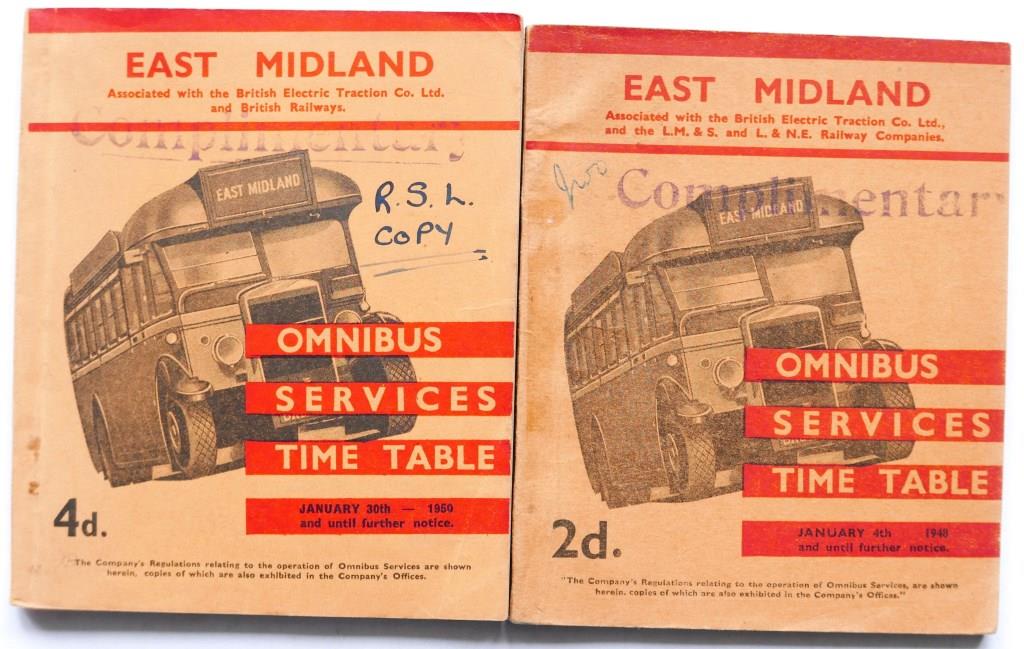 EAST MIDLAND
Associated with the British Electric Traction Co. Ltd.
and British Railways.
Complimentary
EAST MIDLAND
R.S.L.
COPY
OMNIBUS
SERVICES
TIME TABLE
4d.
JANUARY 30th — 1950
and until further notice.
"The Company's Regulations relating to the operation of Omnibus Services are shown
herein, copies of which are also exhibited in the Company's Offices.
EAST MIDLAND
Associated with the British Electric Traction Co. Ltd.,
and the L.M. & S. and L. & N.E. Railway Companies.
Complimentary
EAST MIDLAND
OMNIBUS
SERVICES
TIME TABLE
2d.
JANUARY 4th 1948
and until further notice.
"The Company's Regulations relating to the operation of Omnibus Services, are shown
herein. copies of which are also exhibited in the Company's Offices."